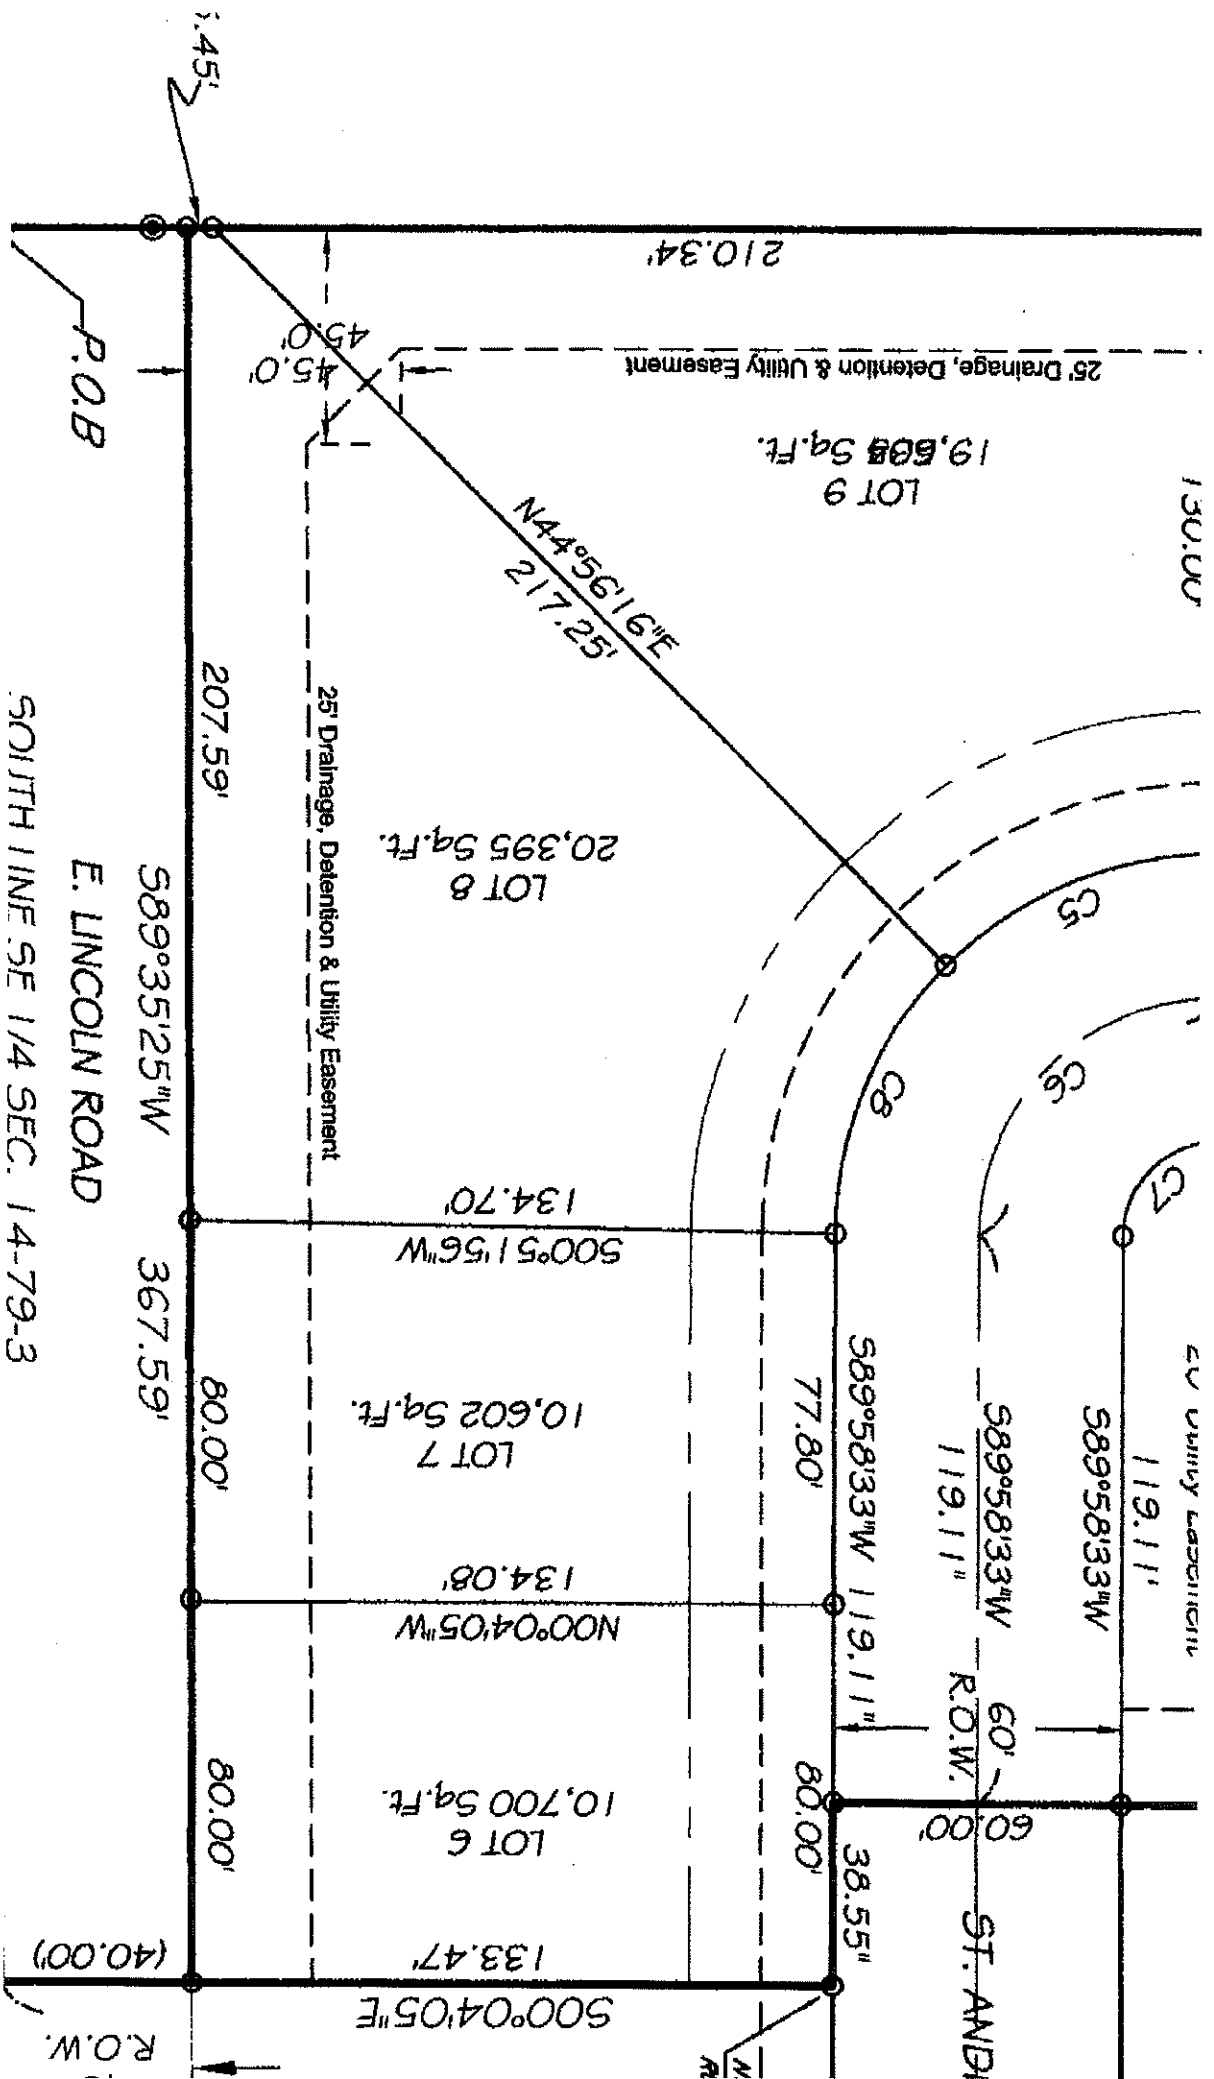 .45'
P.O.B
210.34'
45.0'
45.0'
25' Drainage, Detention & Utility Easement
LOT 9
Sq.Ft.
130.00'
N44°56'16"E
217.25'
C5
C8
C6
C7
207.59'
25' Drainage, Detention & Utility Easement
LOT 8
20,395 Sq.Ft.
S89°35'25"W 367.59'
E. LINCOLN ROAD
SOUTH LINE SE 1/4 SEC. 14-79-3
S00°51'56"W
134.70'
80.00'
LOT 7
10,602 Sq.Ft.
77.80'
S89°58'33"W 119.11"
S89°58'33"W
119.11"
S89°58'33"W
119.11'
N00°04'05"W
134.08'
60'
R.O.W.
80.00'
LOT 6
10,700 Sq.Ft.
80.00'
60.00'
38.55"
ST. ANDR
S00°04'05"E
133.47'
(40.00')
R.O.W.